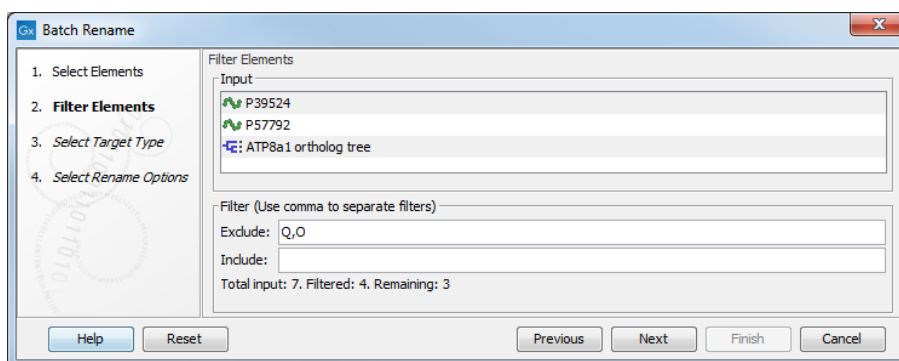 Gx Batch Rename
1. Select Elements
2. Filter Elements
3. Select Target Type
4. Select Rename Options
Filter Elements
Input
P39524
P57792
ATP8a1 ortholog tree
Filter (Use comma to separate filters)
Exclude: Q,O
Include:
Total input: 7. Filtered: 4. Remaining: 3
Help Reset Previous Next Finish Cancel